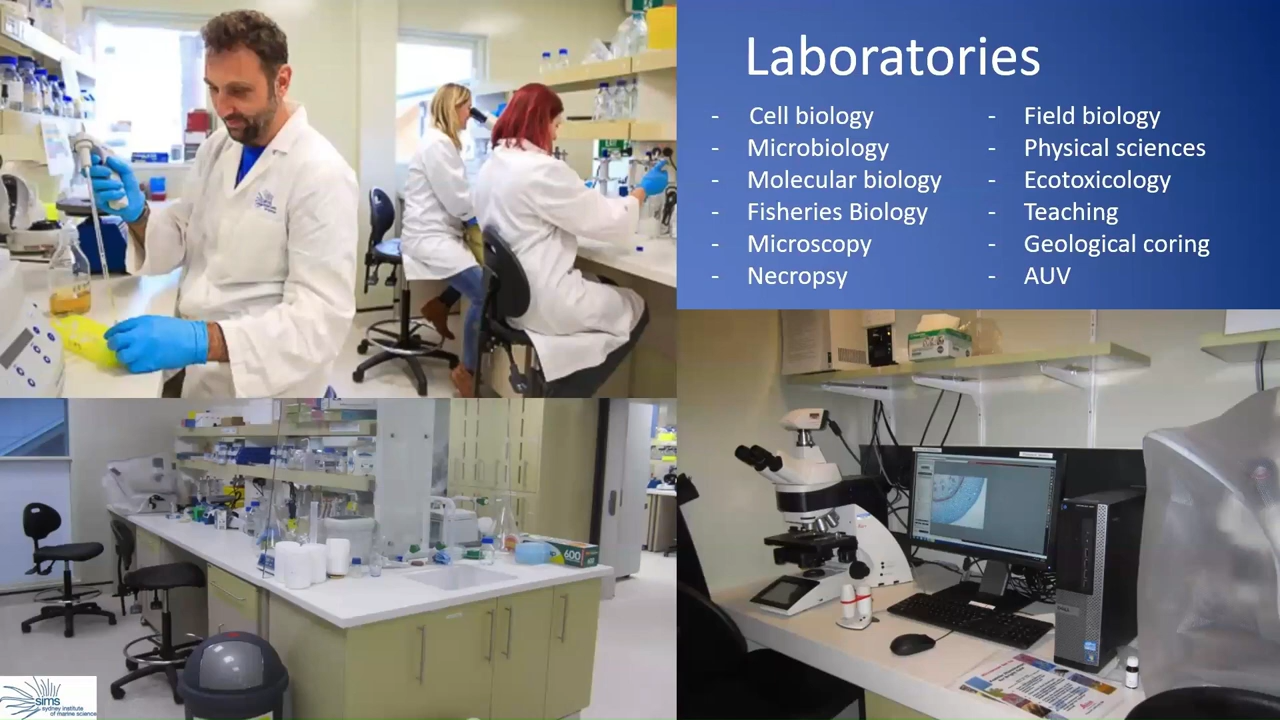 Laboratories
- Cell biology
- Microbiology
- Molecular biology
- Fisheries Biology
- Microscopy
- Necropsy
- Field biology
- Physical sciences
- Ecotoxicology
- Teaching
- Geological coring
- AUV
600
DELL
sims
sydney institute
of marine science